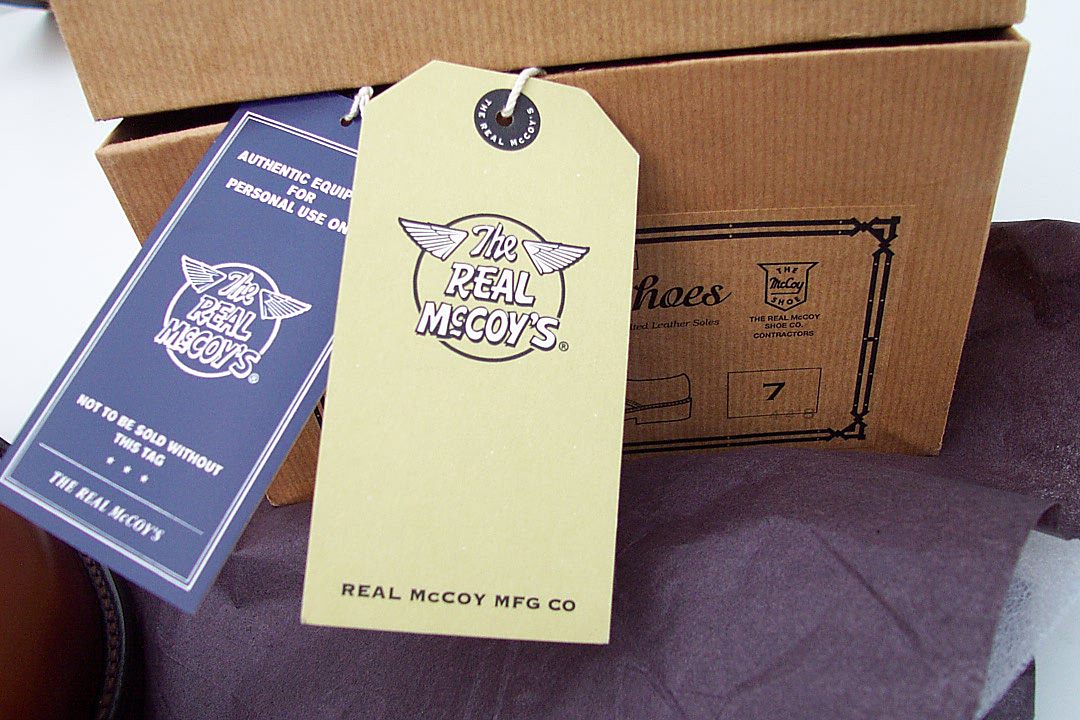 AUTHENTIC EQUIP
FOR
PERSONAL USE ON
The
REAL
McCOY'S®
NOT TO BE SOLD WITHOUT
THIS TAG
THE REAL McCOY'S
THE REAL McCOY'S
The
REAL
McCOY'S®
REAL McCOY MFG CO
hoes
ted Leather Soles
THE
McCoy
SHOE
THE REAL McCOY
SHOE CO.
CONTRACTORS
7